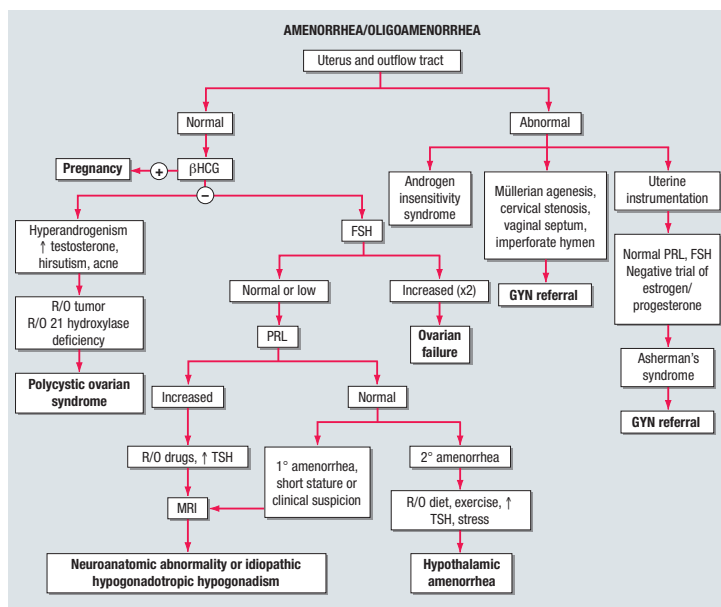 AMENORRHEA/OLIGOAMENORRHEA
Uterus and outflow tract
Normal
Abnormal
Pregnancy
+
βHCG
−
Androgen
insensitivity
syndrome
Müllerian agenesis,
cervical stenosis,
vaginal septum,
imperforate hymen
Uterine
instrumentation
Hyperandrogenism
↑ testosterone,
hirsutism, acne
FSH
Normal PRL, FSH
Negative trial of
estrogen/
progesterone
Normal or low
Increased (x2)
GYN referral
R/O tumor
R/O 21 hydroxylase
deficiency
PRL
Ovarian
failure
Asherman's
syndrome
Polycystic ovarian
syndrome
Increased
Normal
GYN referral
R/O drugs, ↑ TSH
1° amenorrhea,
short stature or
clinical suspicion
2° amenorrhea
MRI
R/O diet, exercise, ↑
TSH, stress
Neuroanatomic abnormality or idiopathic
hypogonadotropic hypogonadism
Hypothalamic
amenorrhea